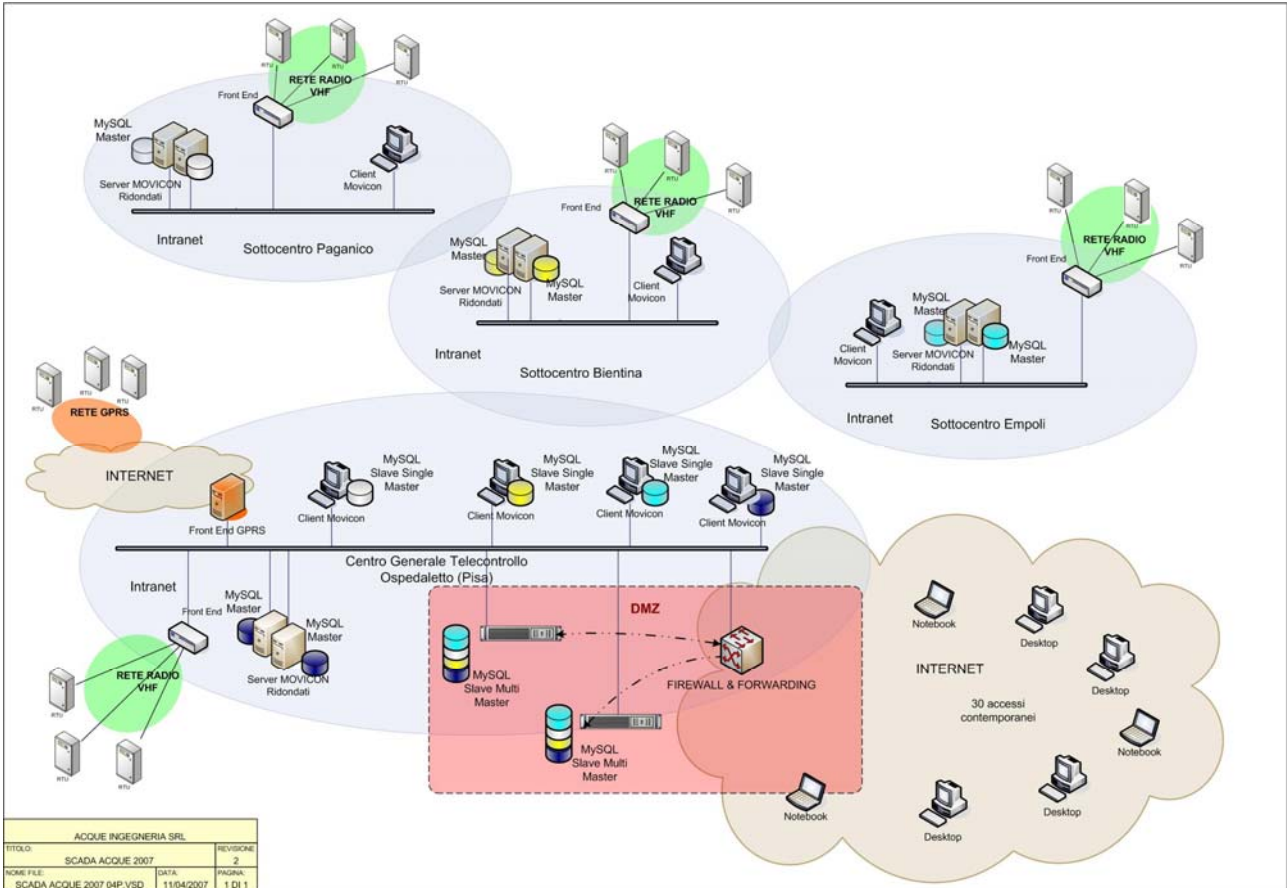 RTU
RTU
RTU
RETE RADIO
VHF
Front End
MySQL
Master
Server MOVICON
Ridondati
Client
Movicon
Intranet
Sottocentro Paganico
RTU
RTU
RTU
RETE RADIO
VHF
Front End
MySQL
Master
MySQL
Master
Server MOVICON
Ridondati
Client
Movicon
Intranet
Sottocentro Bientina
RTU
RTU
RTU
RETE RADIO
VHF
Front End
Client
Movicon
MySQL
Master
MySQL
Master
Server MOVICON
Ridondati
Intranet
Sottocentro Empoli
RTU
RTU
RTU
RETE GPRS
INTERNET
Front End GPRS
MySQL
Slave Single
Master
Client Movicon
MySQL
Slave Single
Master
Client Movicon
MySQL
Slave Single
Master
Client Movicon
MySQL
Slave Single
Master
Client Movicon
Centro Generale Telecontrollo
Ospedaletto (Pisa)
Intranet
Front End
MySQL
Master
MySQL
Master
Server MOVICON
Ridondati
RETE RADIO
VHF
RTU
RTU
RTU
DMZ
MySQL
Slave Multi
Master
MySQL
Slave Multi
Master
FIREWALL & FORWARDING
INTERNET
30 accessi
contemporanei
Notebook
Desktop
Desktop
Notebook
Desktop
Desktop
Notebook
ACQUE INGEGNERIA SRL
TITOLO:
SCADA ACQUE 2007
REVISIONE
2
NOME FILE:
SCADA ACQUE 2007 04P.VSD
DATA:
11/04/2007
PAGINA:
1 DI 1